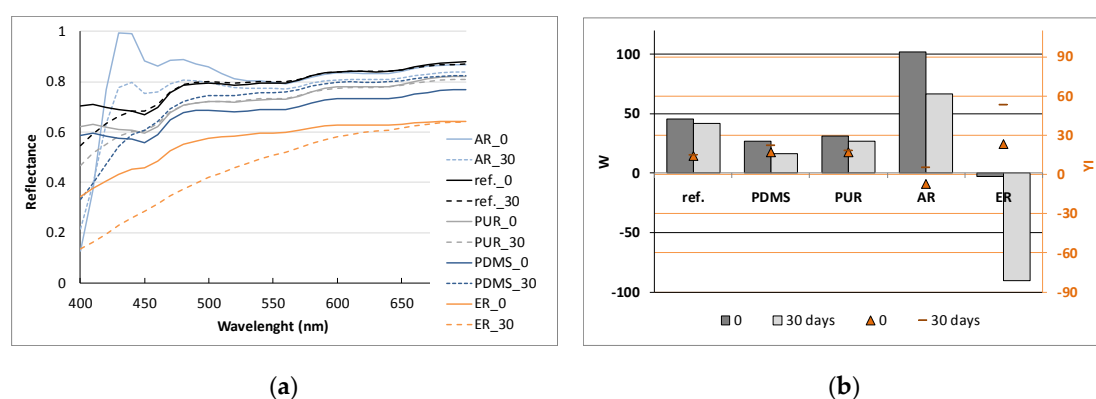 1
0.8
0.6
0.4
0.2
0
Reflectance
400 450 500 550 600 650
Wavelenght (nm)
AR_0
AR_30
ref._0
ref._30
PUR_0
PUR_30
PDMS_0
PDMS_30
ER_0
ER_30
(a)
100
50
0
-50
-100
W
ref. PDMS PUR AR ER
90
60
30
0
-30
-60
-90
YI
0 30 days 0 30 days
(b)